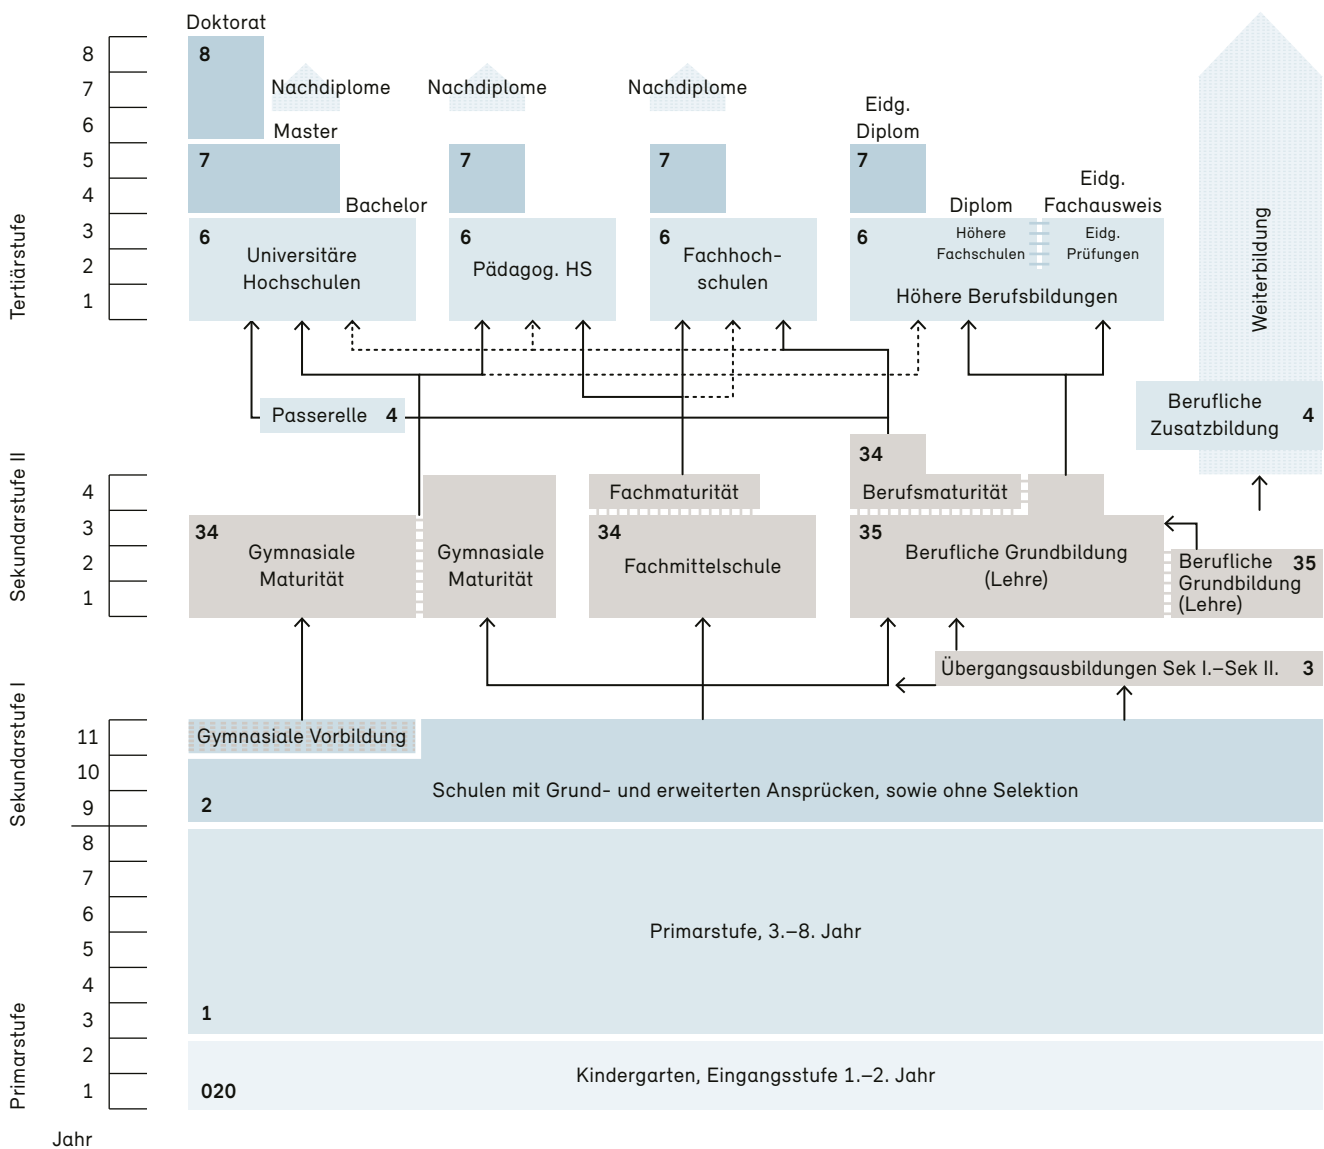 Doktorat
8
8
7
Nachdiplome
Nachdiplome
Nachdiplome
6
Master
Eidg.
Diplom
5
7
7
7
7
4
Bachelor
Diplom
Eidg.
Fachausweis
3
6
6
6
6
Universitäre
Hochschulen
Pädagog. HS
Fachhoch-
schulen
Höhere
Fachschulen
Eidg.
Prüfungen
Höhere Berufsbildungen
2
1
Tertiärstufe
Weiterbildung
Passerelle 4
Berufliche
Zusatzbildung 4
Sekundarstufe II
4
3
2
1
34
Fachmaturität
Berufsmaturität
34
Gymnasiale
Maturität
Gymnasiale
Maturität
34
Fachmittelschule
35
Berufliche Grundbildung
(Lehre)
Berufliche 35
Grundbildung
(Lehre)
Übergangsausbildungen Sek I.–Sek II. 3
Sekundarstufe I
11
10
9
Gymnasiale Vorbildung
Schulen mit Grund- und erweiterten Ansprücken, sowie ohne Selektion
2
8
7
6
5
4
3
2
1
Primarstufe, 3.–8. Jahr
1
Primarstufe
Kindergarten, Eingangsstufe 1.–2. Jahr
020
Jahr